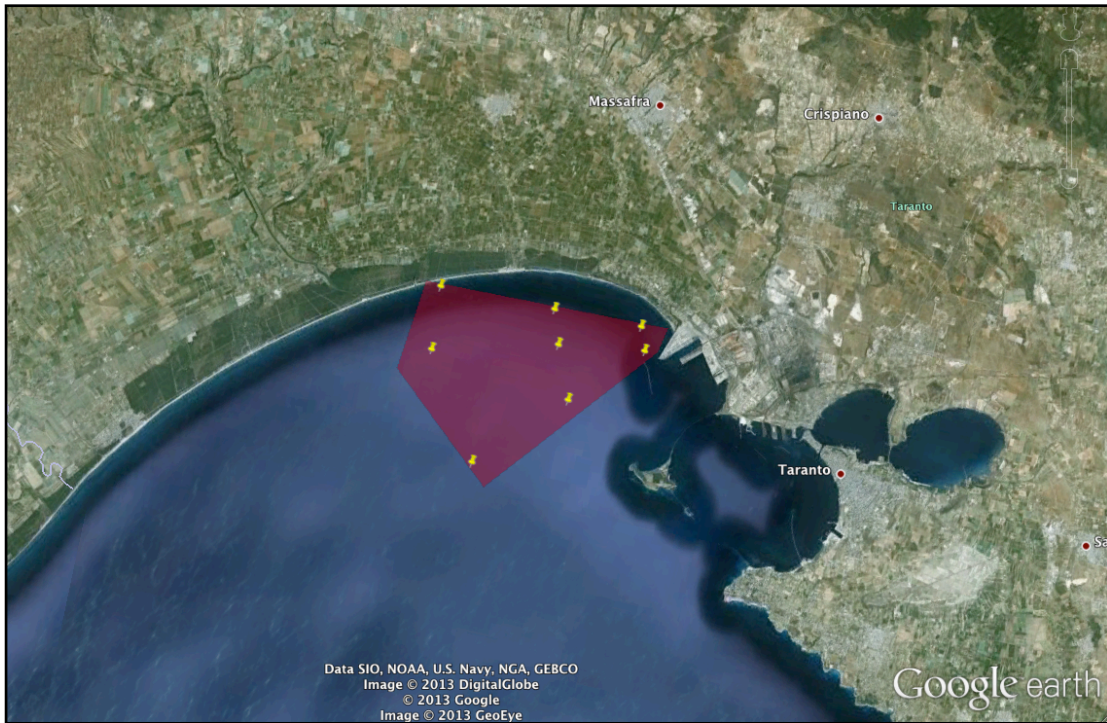 Massafra
Crispiano
Taranto
Taranto
Sa
Data SIO, NOAA, U.S. Navy, NGA, GEBCO
Image © 2013 DigitalGlobe
© 2013 Google
Image © 2013 GeoEye
Google earth